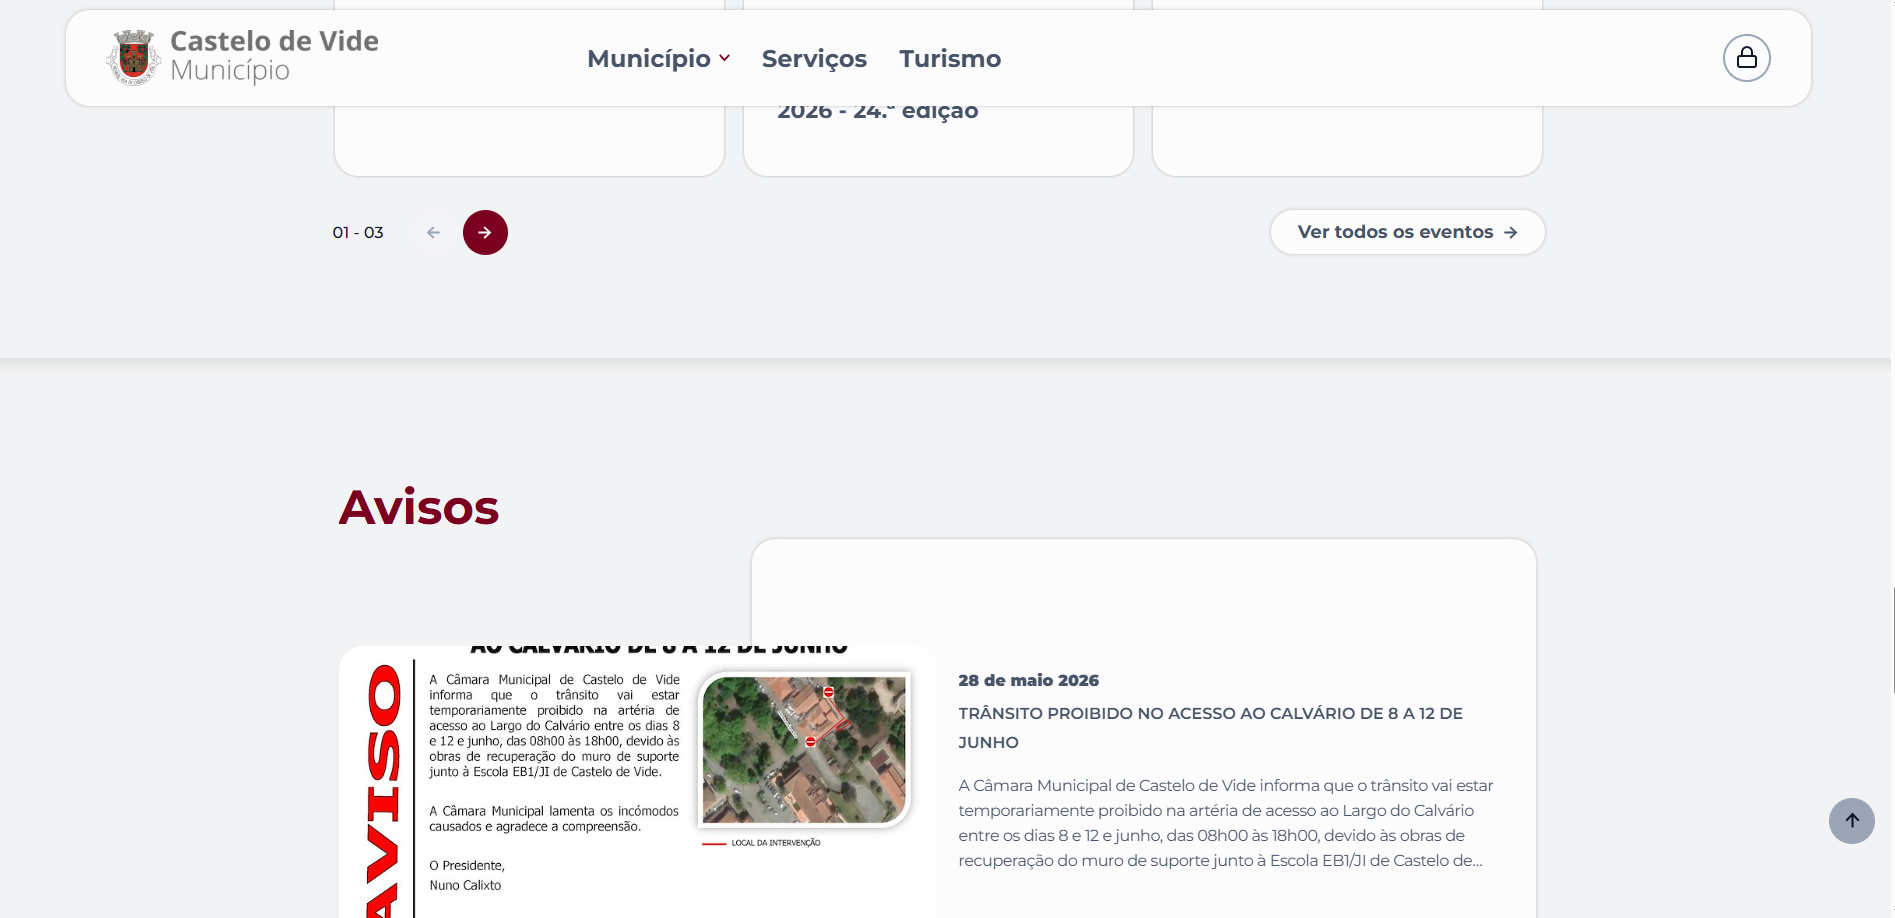 Castelo de Vide
Município
Município
Serviços
Turismo
2026 - 24.ª edição
01 - 03
Ver todos os eventos
Avisos
AO CALVÁRIO DE 8 A 12 DE JUNHO
AVISO
A Câmara Municipal de Castelo de Vide
informa que o trânsito vai estar
temporariamente proibido na artéria de
acesso ao Largo do Calvário entre os dias 8
e 12 e junho, das 08h00 às 18h00, devido às
obras de recuperação do muro de suporte
junto à Escola EB1/JI de Castelo de Vide.
A Câmara Municipal lamenta os incómodos
causados e agradece a compreensão.
O Presidente,
Nuno Calixto
LOCAL DA INTERVENÇÃO
28 de maio 2026
TRÂNSITO PROIBIDO NO ACESSO AO CALVÁRIO DE 8 A 12 DE
JUNHO
A Câmara Municipal de Castelo de Vide informa que o trânsito vai estar
temporariamente proibido na artéria de acesso ao Largo do Calvário
entre os dias 8 e 12 e junho, das 08h00 às 18h00, devido às obras de
recuperação do muro de suporte junto à Escola EB1/JI de Castelo de...